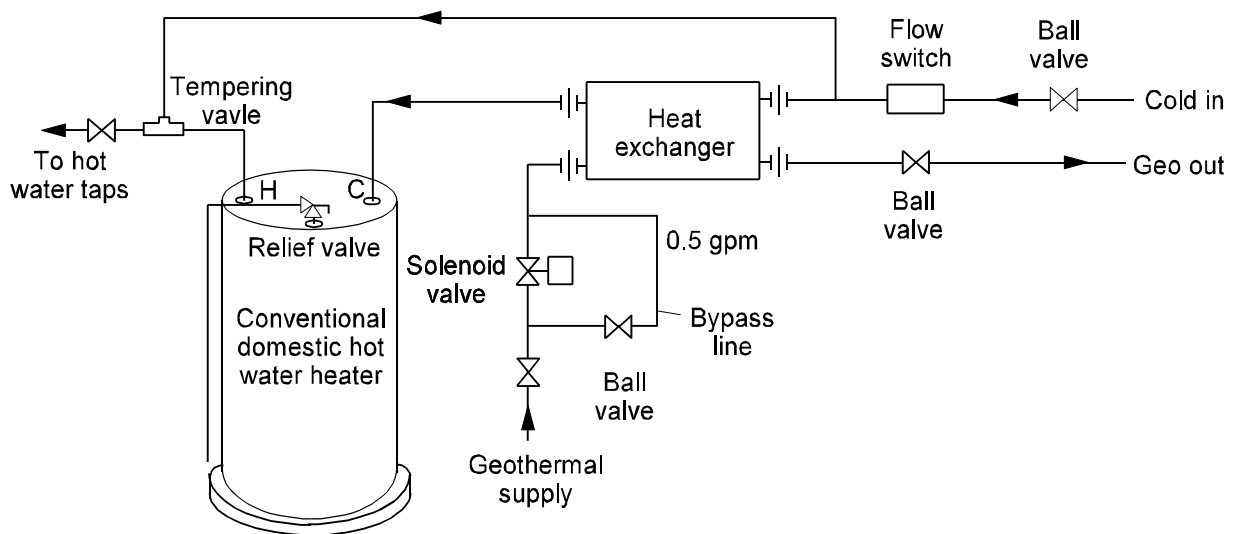 Flow
switch
Ball
valve
Tempering
vavle
Cold in
Heat
exchanger
To hot
water taps
Geo out
H
C
Ball
valve
Relief valve
0.5 gpm
Solenoid
valve
Conventional
domestic hot
water heater
Bypass
line
Ball
valve
Geothermal
supply